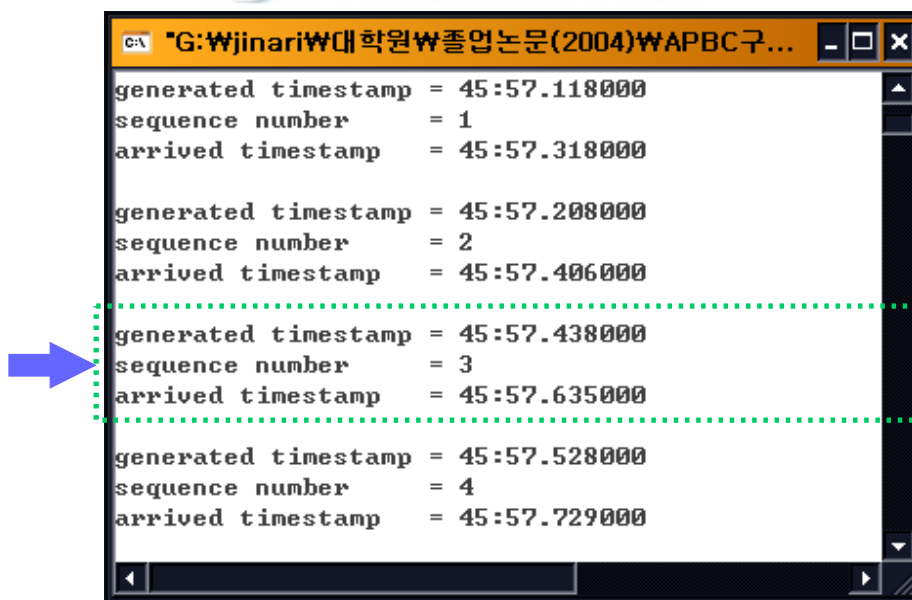 "G:₩jinari₩대학원₩졸업논문(2004)₩APBC구...
generated timestamp = 45:57.118000
sequence number = 1
arrived timestamp = 45:57.318000
generated timestamp = 45:57.208000
sequence number = 2
arrived timestamp = 45:57.406000
generated timestamp = 45:57.438000
sequence number = 3
arrived timestamp = 45:57.635000
generated timestamp = 45:57.528000
sequence number = 4
arrived timestamp = 45:57.729000